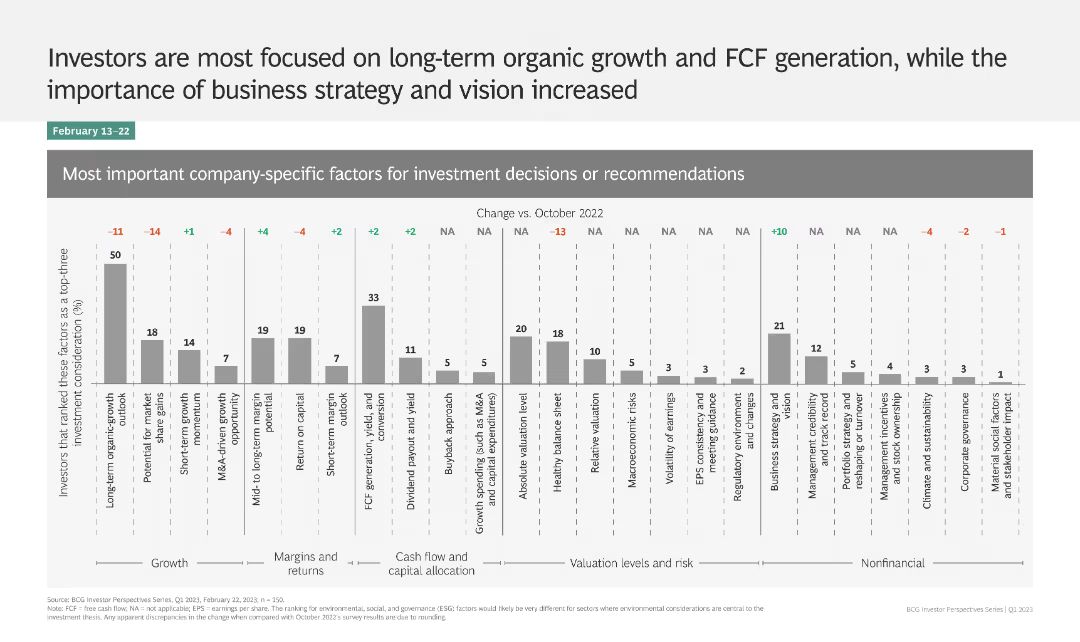 Investors are most focused on long-term organic growth and FCF generation, while the
importance of business strategy and vision increased
February 13–22
Most important company-specific factors for investment decisions or recommendations
Change vs. October 2022
–11 –14 +1 –4 +4 –4 +2 +2 +2 NA NA NA –13 NA NA NA NA NA +10 NA NA NA –4 –2 –1
Investors that ranked these factors as a top-three
investment consideration (%)
50 18 14 7 19 19 7 33 11 5 5 20 18 10 5 3 3 2 21 12 5 4 3 3 1
Long-term organic-growth
outlook
Potential for market
share gains
Short-term growth
momentum
M&A-driven growth
opportunity
Mid- to long-term margin
potential
Return on capital
Short-term margin
outlook
FCF generation, yield, and
conversion
Dividend payout and yield
Buyback approach
Growth spending (such as M&A
and capital expenditures)
Absolute valuation level
Healthy balance sheet
Relative valuation
Macroeconomic risks
Volatility of earnings
EPS consistency and
meeting guidance
Regulatory environment
and changes
Business strategy and
vision
Management credibility
and track record
Portfolio strategy and
reshaping or turnover
Management incentives
and stock ownership
Climate and sustainability
Corporate governance
Material social factors
and stakeholder impact
Growth
Margins and
returns
Cash flow and
capital allocation
Valuation levels and risk
Nonfinancial
Source: BCG Investor Perspectives Series, Q1 2023, February 22, 2023; n = 150.
Note: FCF = free cash flow; NA = not applicable; EPS = earnings per share. The ranking for environmental, social, and governance (ESG) factors would likely be very different for sectors where environmental considerations are central to the
investment thesis. Any apparent discrepancies in the change when compared with October 2022's survey results are due to rounding.
BCG Investor Perspectives Series | Q1 2023